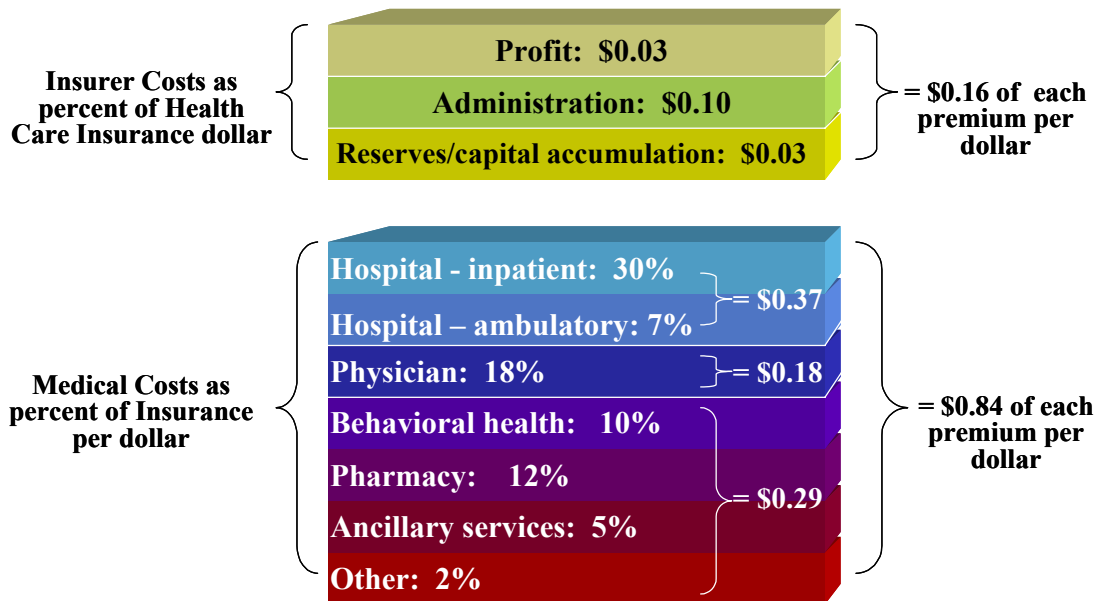 Insurer Costs as
percent of Health
Care Insurance dollar
Profit: $0.03
Administration: $0.10
Reserves/capital accumulation: $0.03
= $0.16 of each
premium per
dollar
Medical Costs as
percent of Insurance
per dollar
Hospital - inpatient: 30%
Hospital – ambulatory: 7%
= $0.37
Physician: 18%
= $0.18
Behavioral health: 10%
Pharmacy: 12%
Ancillary services: 5%
Other: 2%
= $0.29
= $0.84 of each
premium per
dollar